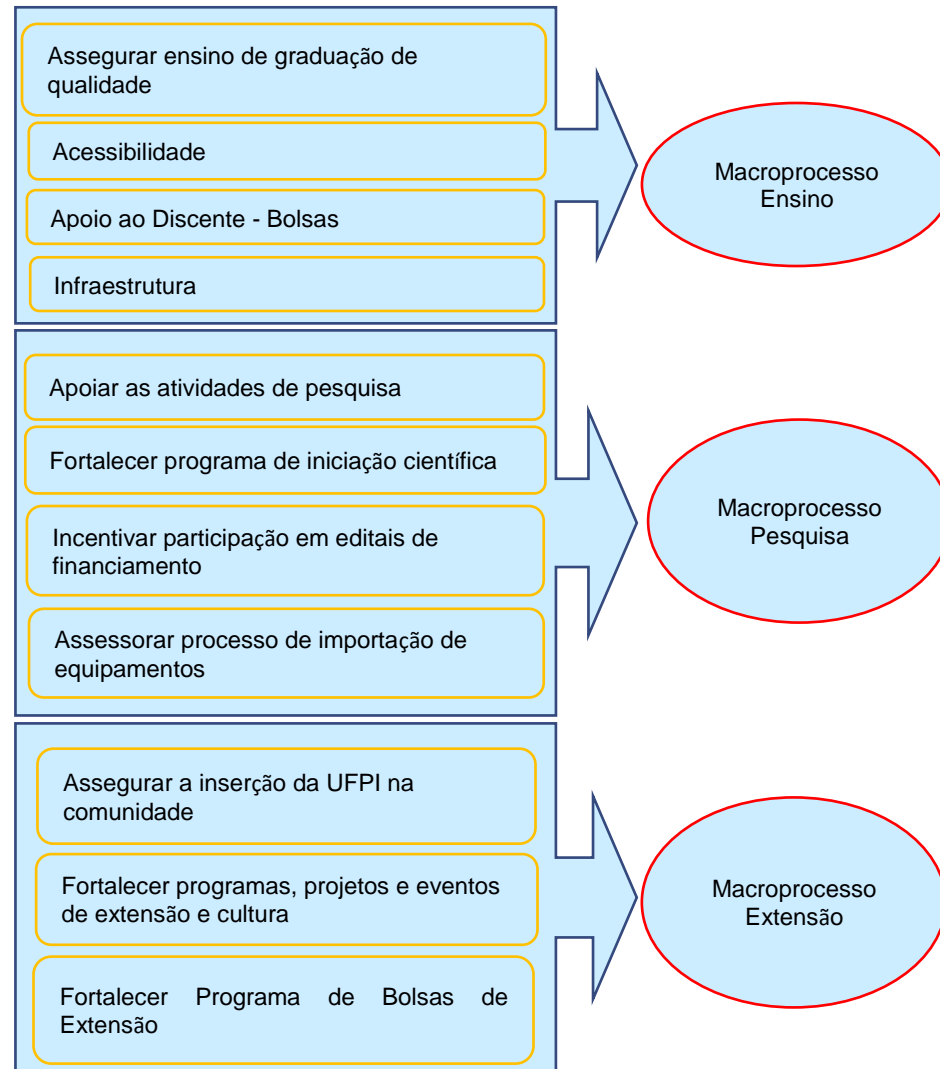 Assegurar ensino de graduação de
qualidade
Acessibilidade
Apoio ao Discente - Bolsas
Infraestrutura
Macroprocesso
Ensino
Apoiar as atividades de pesquisa
Fortalecer programa de iniciação científica
Incentivar participação em editais de
financiamento
Assessorar processo de importação de
equipamentos
Macroprocesso
Pesquisa
Assegurar a inserção da UFPI na
comunidade
Fortalecer programas, projetos e eventos
de extensão e cultura
Fortalecer Programa de Bolsas de
Extensão
Macroprocesso
Extensão